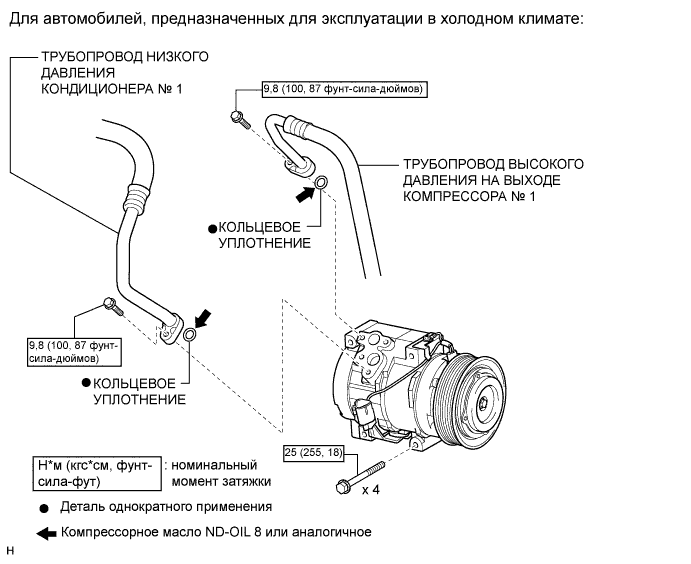 Для автомобилей, предназначенных для эксплуатации в холодном климате:
ТРУБОПРОВОД НИЗКОГО
ДАВЛЕНИЯ
КОНДИЦИОНЕРА № 1
9,8 (100, 87 фунт-сила-дюймов)
ТРУБОПРОВОД ВЫСОКОГО
ДАВЛЕНИЯ НА ВЫХОДЕ
КОМПРЕССОРА № 1
●КОЛЬЦЕВОЕ
УПЛОТНЕНИЕ
9,8 (100, 87 фунт-
сила-дюймов)
●КОЛЬЦЕВОЕ
УПЛОТНЕНИЕ
25 (255, 18)
x 4
Н*м (кгс*см, фунт-
сила-фут)
: номинальный
момент затяжки
● Деталь однократного применения
Компрессорное масло ND-OIL 8 или аналогичное
H